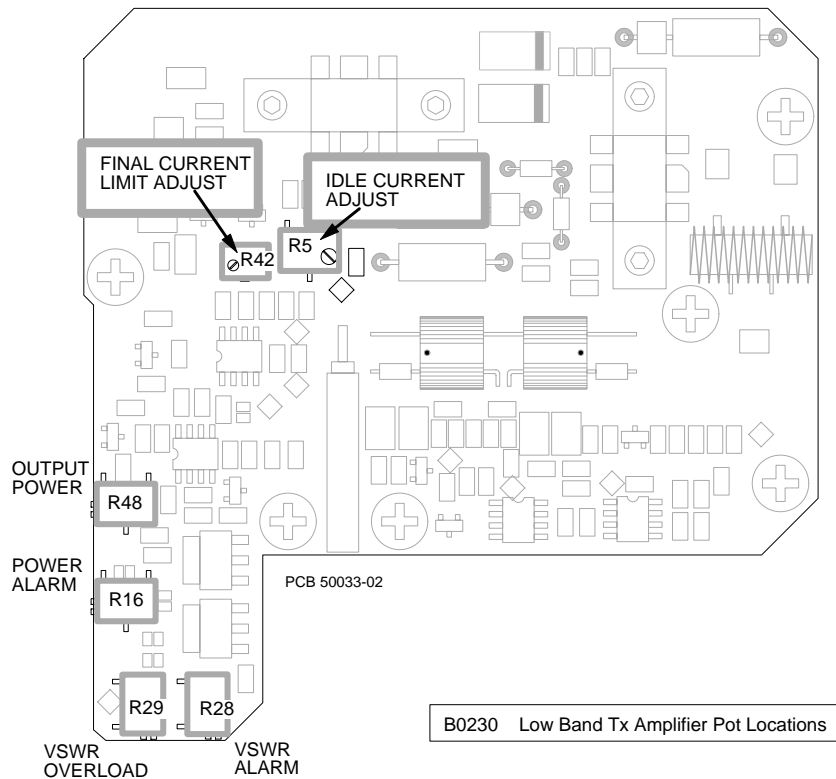 FINAL CURRENT
LIMIT ADJUST
IDLE CURRENT
ADJUST
R42
R5
OUTPUT
POWER
R48
POWER
ALARM
R16
PCB 50033-02
R29
R28
VSWR
OVERLOAD
VSWR
ALARM
B0230 Low Band Tx Amplifier Pot Locations